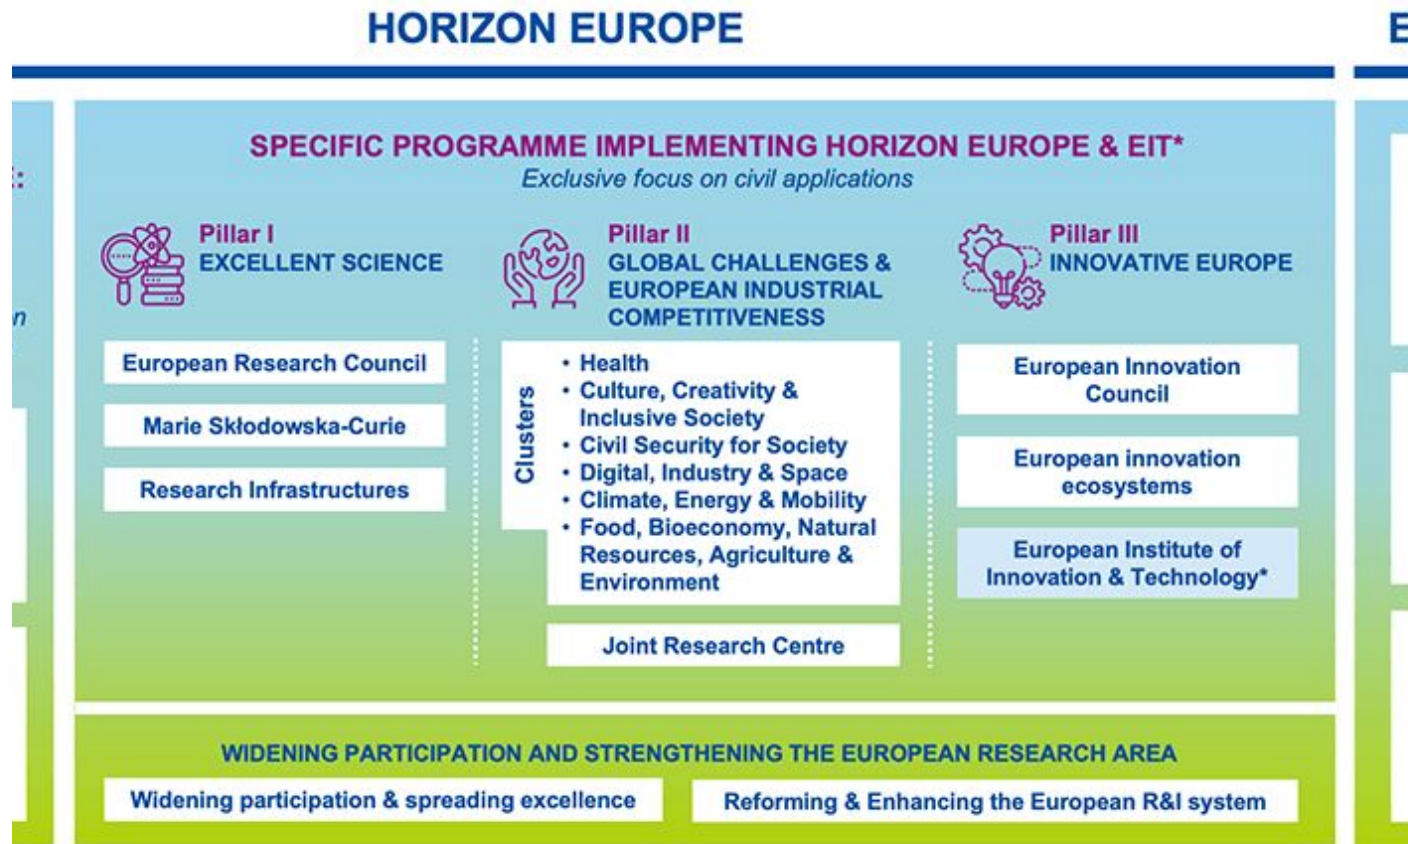 HORIZON EUROPE
E
E:
n
SPECIFIC PROGRAMME IMPLEMENTING HORIZON EUROPE & EIT*
Exclusive focus on civil applications
Pillar I
EXCELLENT SCIENCE
European Research Council
Marie Skłodowska-Curie
Research Infrastructures
Pillar II
GLOBAL CHALLENGES &
EUROPEAN INDUSTRIAL
COMPETITIVENESS
Clusters
• Health
• Culture, Creativity &
Inclusive Society
• Civil Security for Society
• Digital, Industry & Space
• Climate, Energy & Mobility
• Food, Bioeconomy, Natural
Resources, Agriculture &
Environment
Joint Research Centre
Pillar III
INNOVATIVE EUROPE
European Innovation
Council
European innovation
ecosystems
European Institute of
Innovation & Technology*
WIDENING PARTICIPATION AND STRENGTHENING THE EUROPEAN RESEARCH AREA
Widening participation & spreading excellence
Reforming & Enhancing the European R&I system